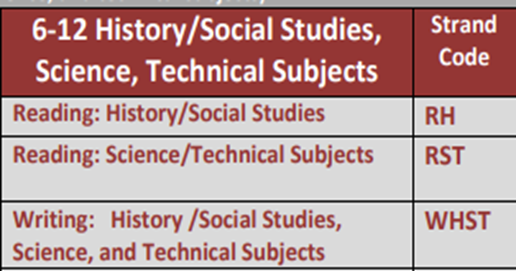 6-12 History/Social Studies,
Science, Technical Subjects
Strand
Code
Reading: History/Social Studies
RH
Reading: Science/Technical Subjects
RST
Writing:   History /Social Studies,
Science, and Technical Subjects
WHST